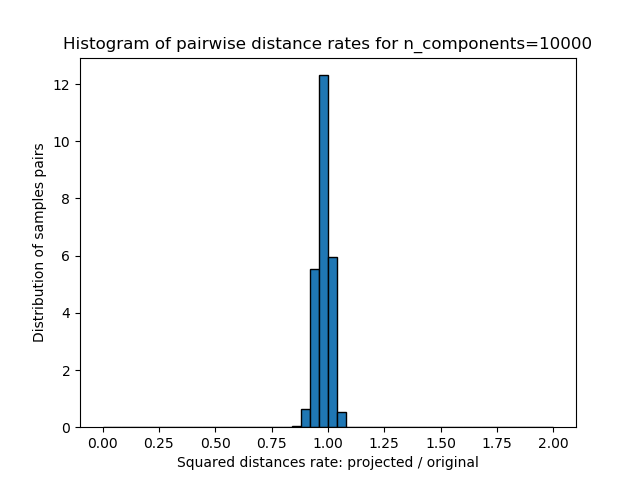 Histogram of pairwise distance rates for n_components=10000
Distribution of samples pairs
12
10
8
6
4
2
0
0.00 0.25 0.50 0.75 1.00 1.25 1.50 1.75 2.00
Squared distances rate: projected / original